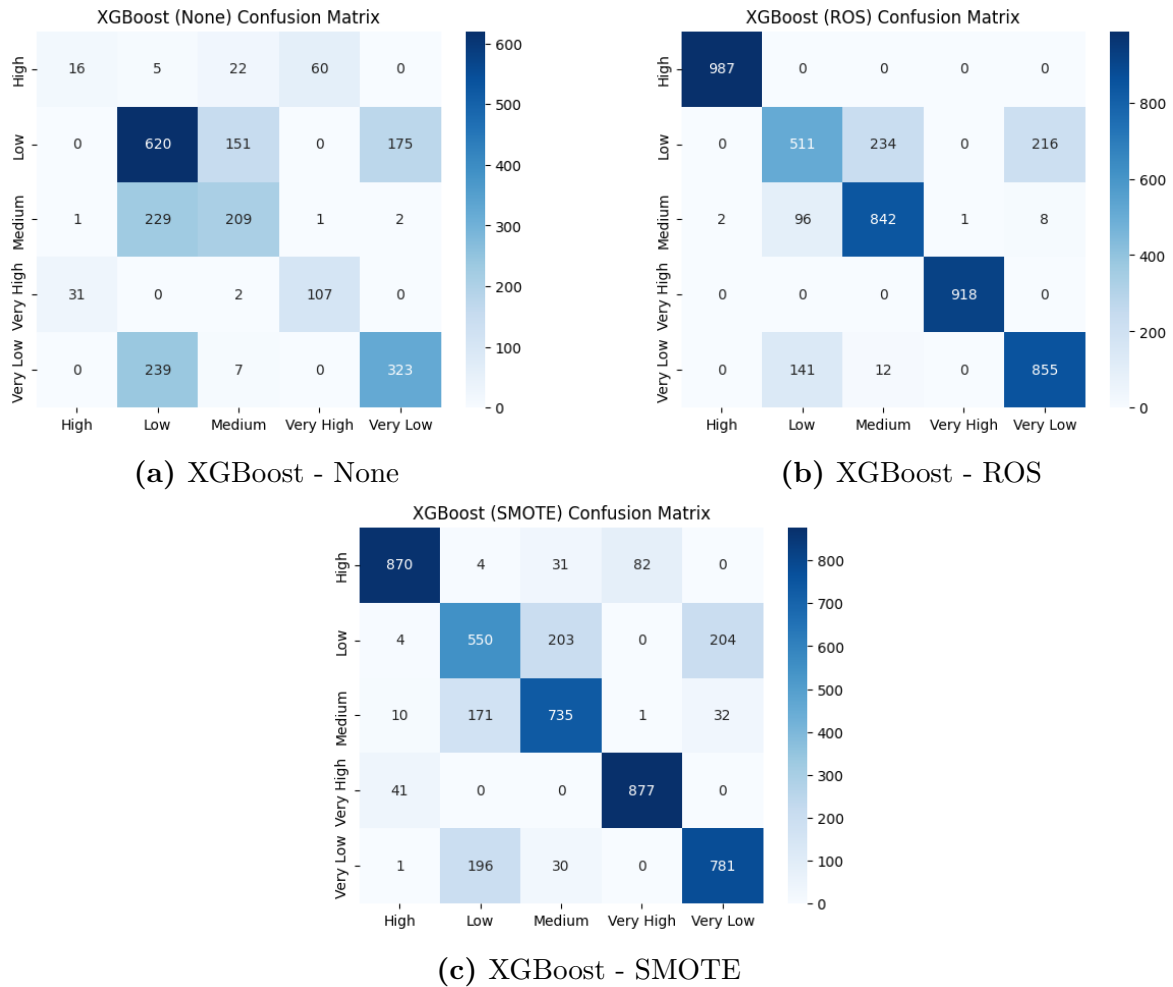 XGBoost (None) Confusion Matrix
High 16 5 22 60 0
Low 0 620 151 0 175
Medium 1 229 209 1 2
Very High 31 0 2 107 0
Very Low 0 239 7 0 323
High Low Medium Very High Very Low
600
500
400
300
200
100
0
(a) XGBoost - None
XGBoost (ROS) Confusion Matrix
High 987 0 0 0 0
Low 0 511 234 0 216
Medium 2 96 842 1 8
Very High 0 0 0 918 0
Very Low 0 141 12 0 855
High Low Medium Very High Very Low
800
600
400
200
0
(b) XGBoost - ROS
XGBoost (SMOTE) Confusion Matrix
High 870 4 31 82 0
Low 4 550 203 0 204
Medium 10 171 735 1 32
Very High 41 0 0 877 0
Very Low 1 196 30 0 781
High Low Medium Very High Very Low
800
700
600
500
400
300
200
100
0
(c) XGBoost - SMOTE